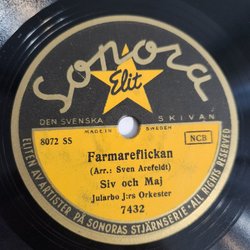 Sonora
Elit
DEN SVENSKA SKIVAN
MADE IN SWEDEN
8072 SS
NCB
Farmareflickan
(Arr.: Sven Arefeldt)
Siv och Maj
Jularbo j:rs Orkester
7432
ELITEN AV ARTISTER PÅ SONORAS STJÄRNSERIE - ALL RIGHTS RESERVED